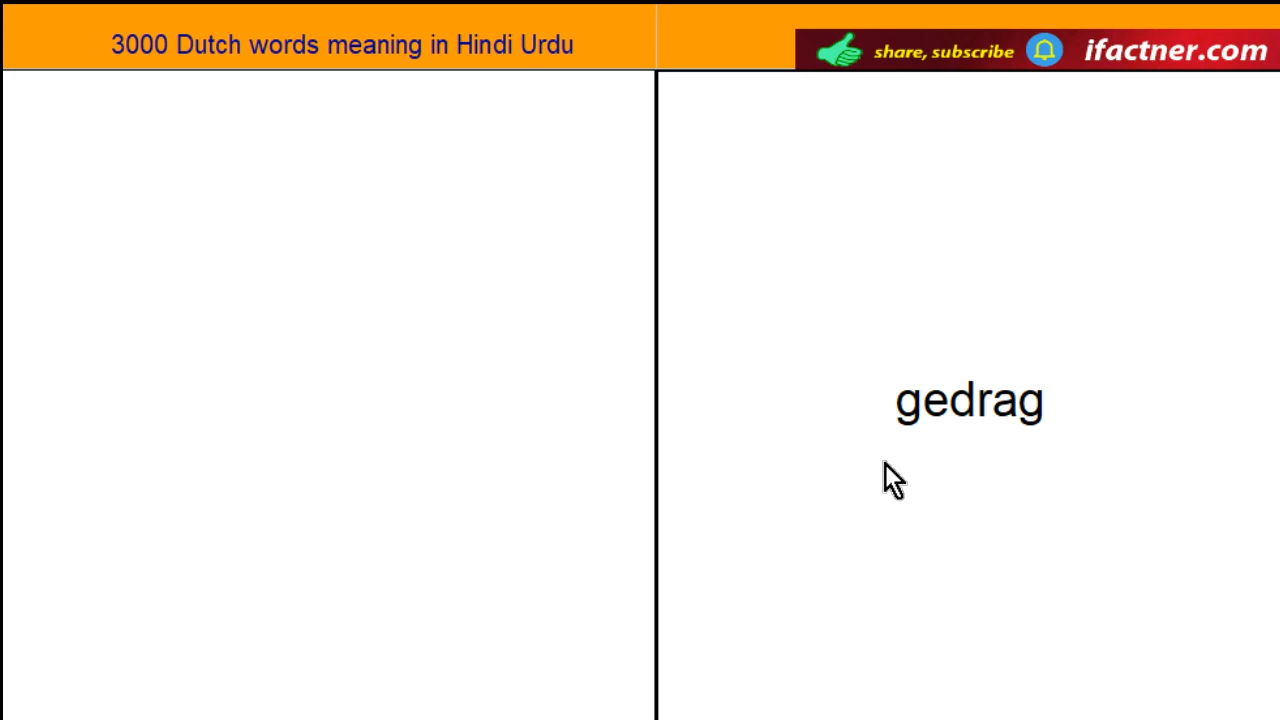 3000 Dutch words meaning in Hindi Urdu
share, subscribe
ifactner.com
gedrag